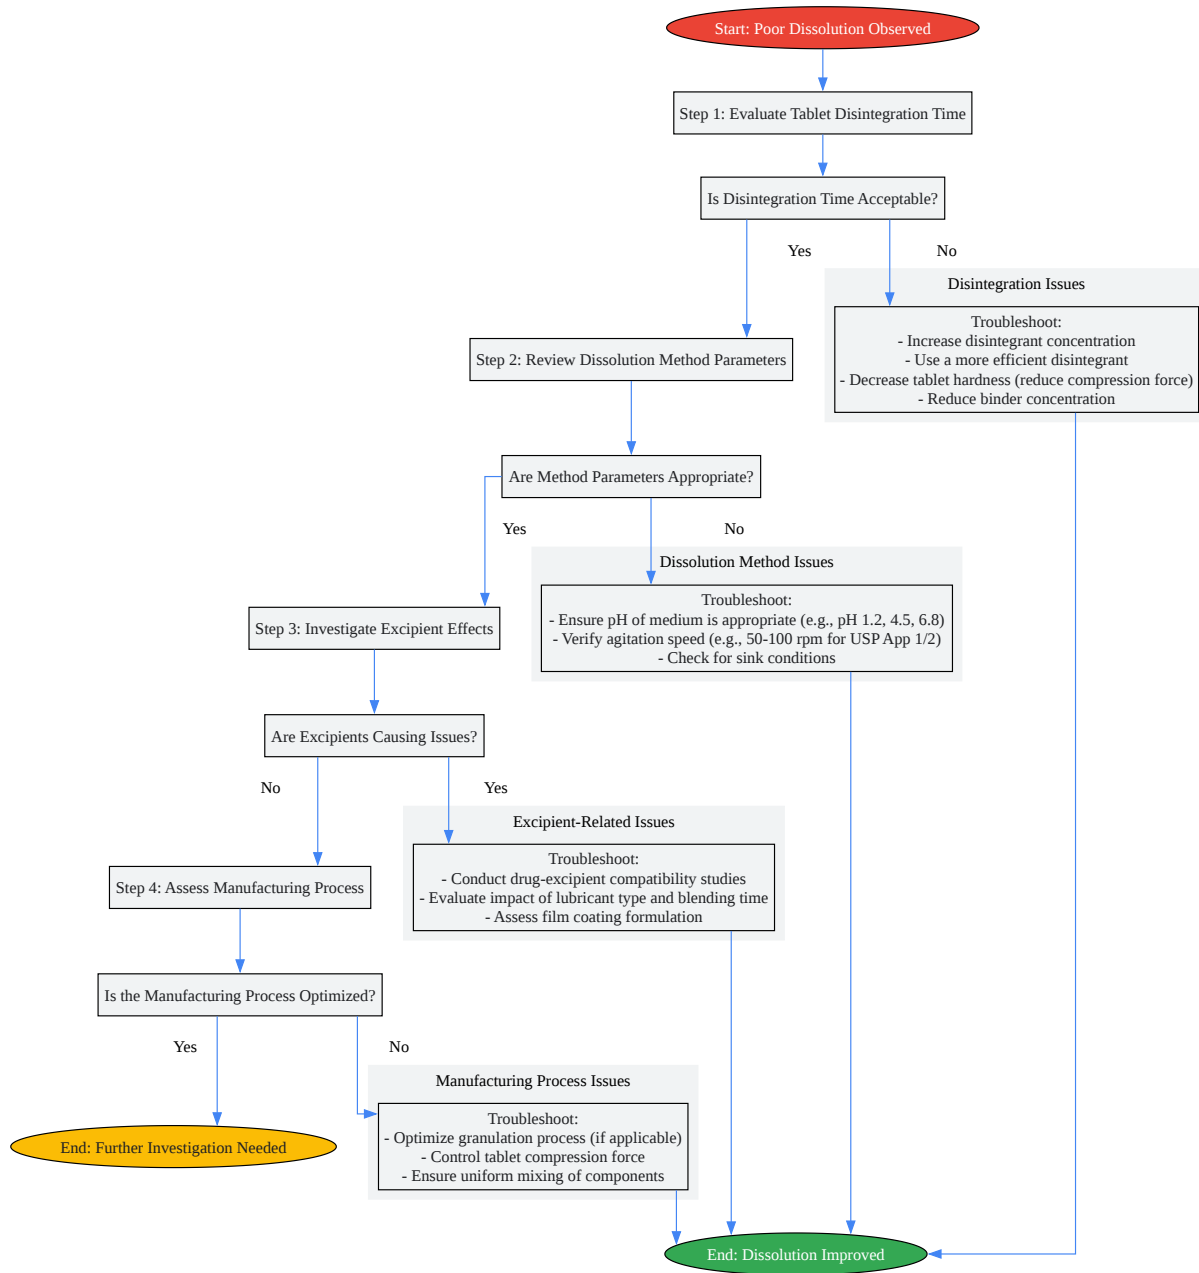 Start: Poor Dissolution Observed
Step 1: Evaluate Tablet Disintegration Time
Is Disintegration Time Acceptable?
Yes
No
Disintegration Issues
Troubleshoot:
- Increase disintegrant concentration
- Use a more efficient disintegrant
- Decrease tablet hardness (reduce compression force)
- Reduce binder concentration
Step 2: Review Dissolution Method Parameters
Are Method Parameters Appropriate?
Yes
No
Dissolution Method Issues
Troubleshoot:
- Ensure pH of medium is appropriate (e.g., pH 1.2, 4.5, 6.8)
- Verify agitation speed (e.g., 50-100 rpm for USP App 1/2)
- Check for sink conditions
Step 3: Investigate Excipient Effects
Are Excipients Causing Issues?
No
Yes
Excipient-Related Issues
Troubleshoot:
- Conduct drug-excipient compatibility studies
- Evaluate impact of lubricant type and blending time
- Assess film coating formulation
Step 4: Assess Manufacturing Process
Is the Manufacturing Process Optimized?
Yes
No
Manufacturing Process Issues
Troubleshoot:
- Optimize granulation process (if applicable)
- Control tablet compression force
- Ensure uniform mixing of components
End: Further Investigation Needed
End: Dissolution Improved